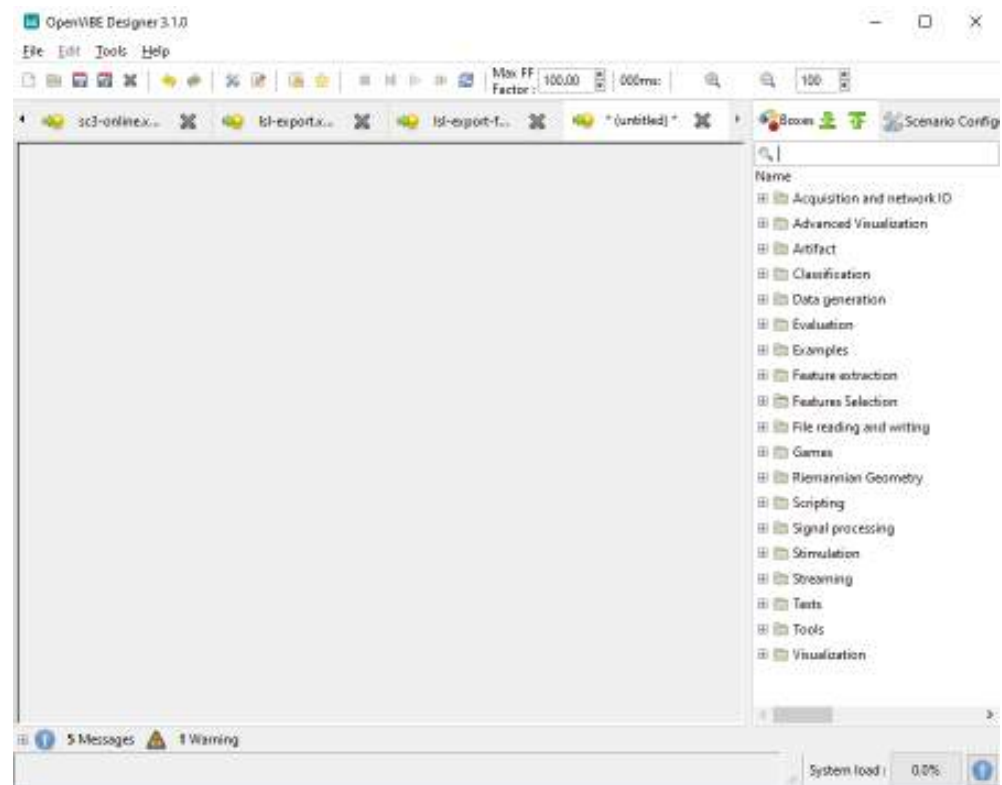 OpenViBE Designer 3.1.0
File Edit Tools Help
Max FF Factor : 100.00 000ms: 100
sc3-online.x... lsl-export.x... lsl-export-f... * (untitled) * Boxes Scenario Config
Name
Acquisition and network IO
Advanced Visualization
Artifact
Classification
Data generation
Evaluation
Examples
Feature extraction
Features Selection
File reading and writing
Games
Riemannian Geometry
Scripting
Signal processing
Stimulation
Streaming
Tests
Tools
Visualization
5 Messages 1 Warning
System load : 0.0%